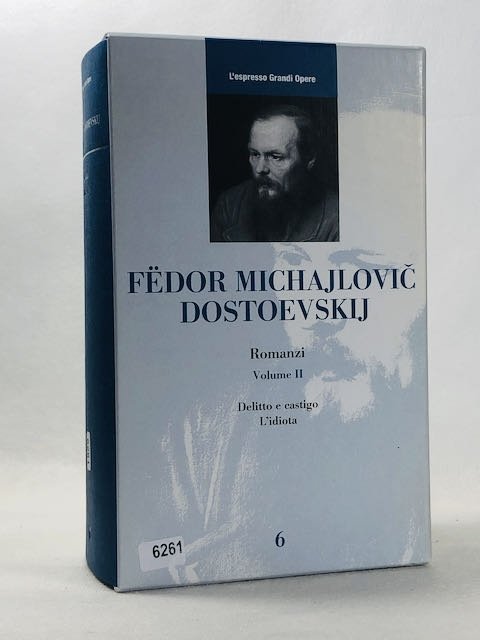 L'espresso Grandi Opere
FËDOR MICHAJLOVIČ
DOSTOEVSKIJ
Romanzi
Volume II
Delitto e castigo
L'idiota
6
6261